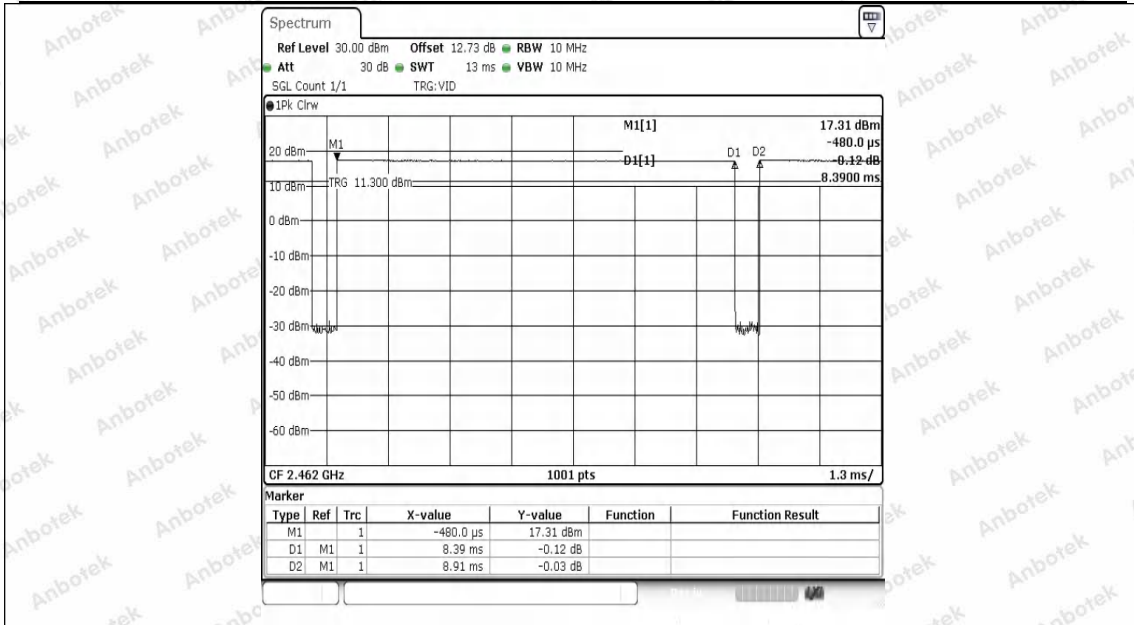 Spectrum
Ref Level 30.00 dBm Offset 12.73 dB RBW 10 MHz
Att 30 dB SWT 13 ms VBW 10 MHz
SGL Count 1/1 TRG:VID
1Pk Clrw
M1[1] 17.31 dBm
-480.0 µs
D1[1] -0.12 dB
8.3900 ms
20 dBm
M1
D1 D2
10 dBm
TRG 11.300 dBm
0 dBm
-10 dBm
-20 dBm
-30 dBm
-40 dBm
-50 dBm
-60 dBm
CF 2.462 GHz 1001 pts 1.3 ms/
Marker
Type Ref Trc X-value Y-value Function Function Result
M1 1 -480.0 µs 17.31 dBm
D1 M1 1 8.39 ms -0.12 dB
D2 M1 1 8.91 ms -0.03 dB
Anbotek